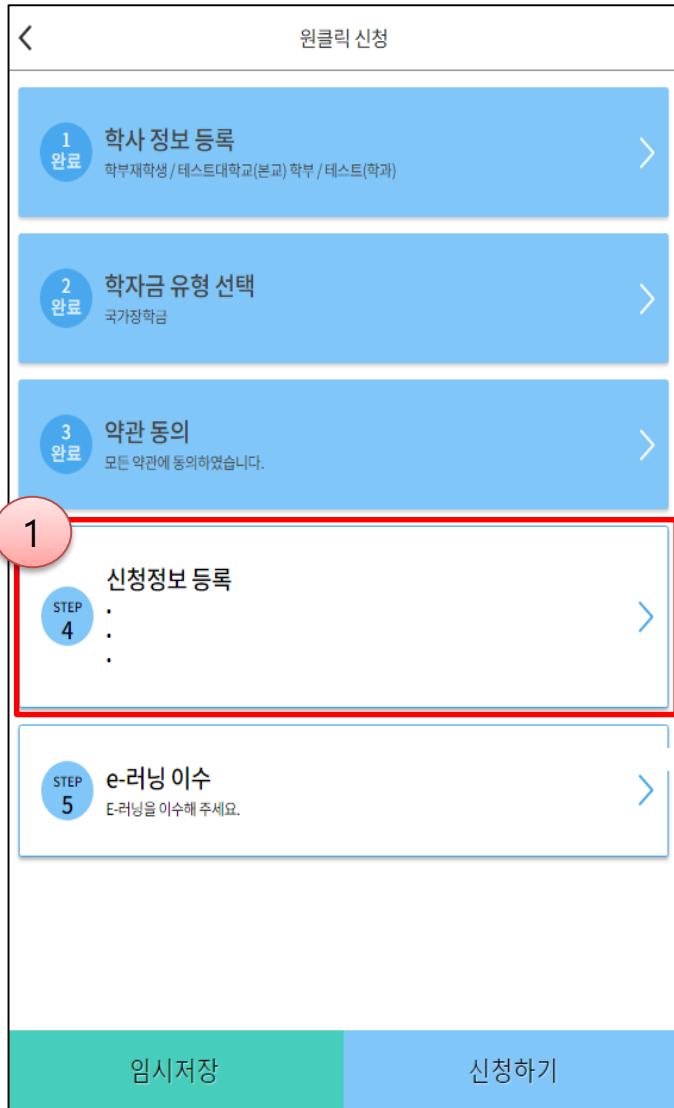 원클릭 신청
1
완료
학사 정보 등록
학부재학생 / 테스트대학교(본교) 학부 / 테스트(학과)
2
완료
학자금 유형 선택
국가장학금
3
완료
약관 동의
모든 약관에 동의하였습니다.
1
STEP
4
신청정보 등록
STEP
5
e-러닝 이수
E-러닝을 이수해 주세요.
임시저장
신청하기